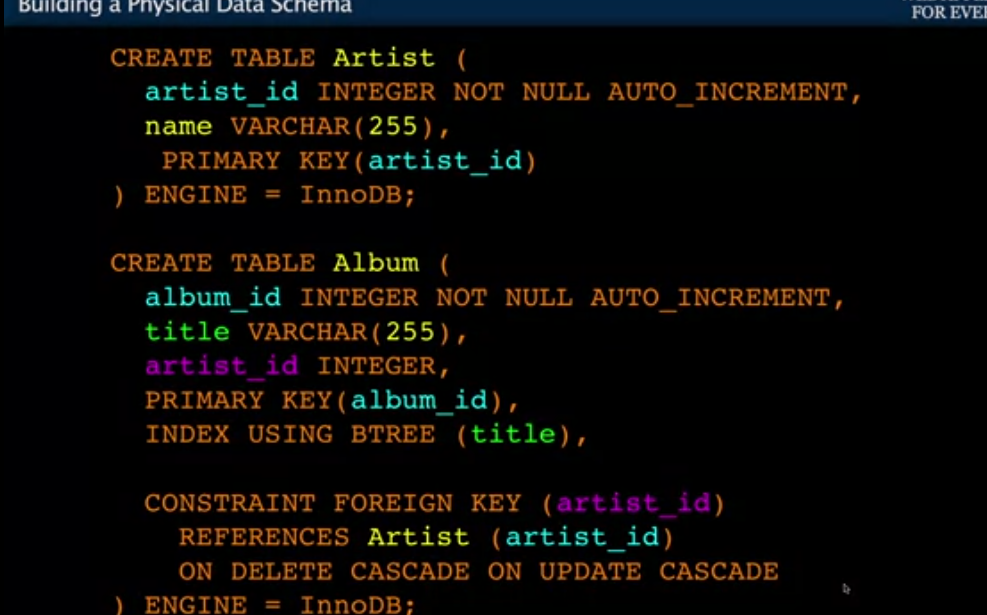 Building a Physical Data Schema
FOR EVER
CREATE TABLE Artist (
artist_id INTEGER NOT NULL AUTO_INCREMENT,
name VARCHAR(255),
PRIMARY KEY(artist_id)
) ENGINE = InnoDB;
CREATE TABLE Album (
album_id INTEGER NOT NULL AUTO_INCREMENT,
title VARCHAR(255),
artist_id INTEGER,
PRIMARY KEY(album_id),
INDEX USING BTREE (title),
CONSTRAINT FOREIGN KEY (artist_id)
REFERENCES Artist (artist_id)
ON DELETE CASCADE ON UPDATE CASCADE
) ENGINE = InnoDB;